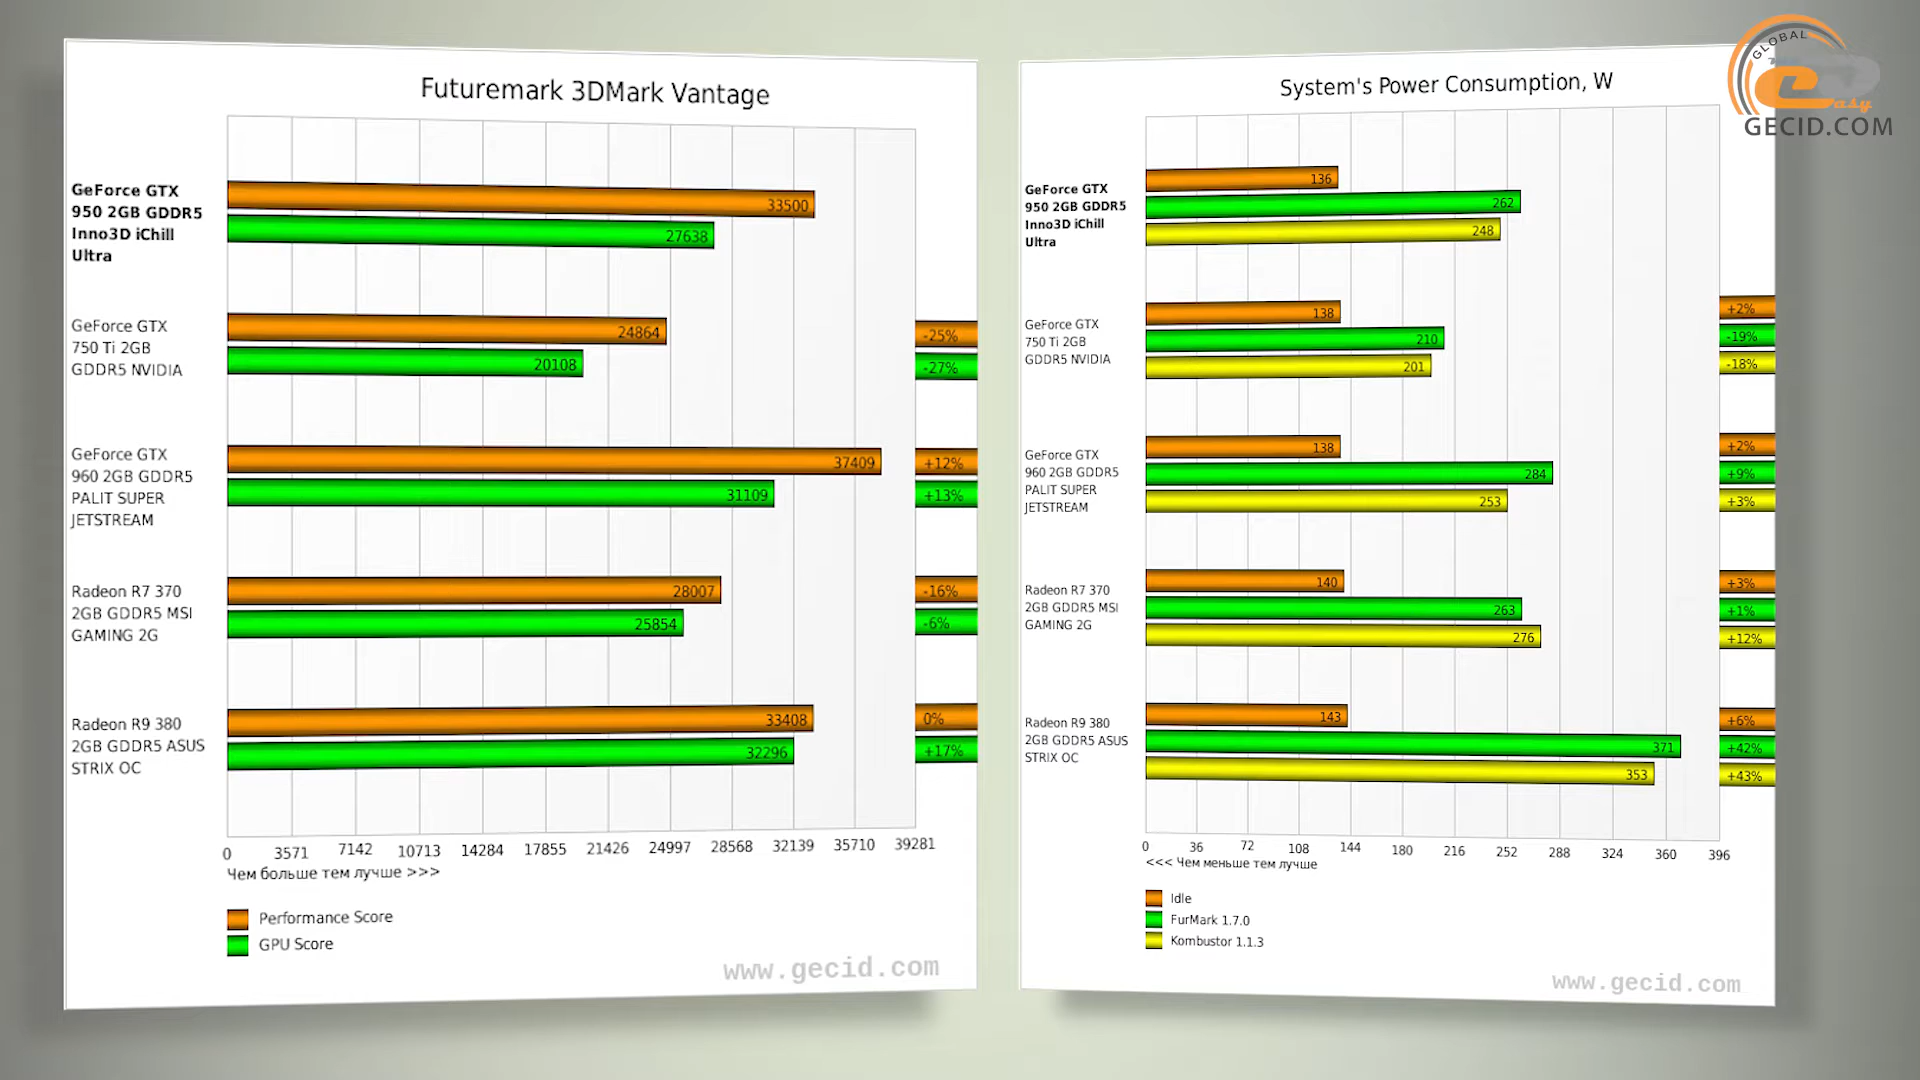 GLOBAL
easy
GECID.COM
Futuremark 3DMark Vantage
GeForce GTX
950 2GB GDDR5
Inno3D iChill
Ultra
33500
27638
GeForce GTX
750 Ti 2GB
GDDR5 NVIDIA
24864
20108
-25%
-27%
GeForce GTX
960 2GB GDDR5
PALIT SUPER
JETSTREAM
37409
31109
+12%
+13%
Radeon R7 370
2GB GDDR5 MSI
GAMING 2G
28007
25854
-16%
-6%
Radeon R9 380
2GB GDDR5 ASUS
STRIX OC
33408
32296
0%
+17%
0 3571 7142 10713 14284 17855 21426 24997 28568 32139 35710 39281
Чем больше тем лучше >>>
Performance Score
GPU Score
www.gecid.com
System's Power Consumption, W
GeForce GTX
950 2GB GDDR5
Inno3D iChill
Ultra
136
262
248
GeForce GTX
750 Ti 2GB
GDDR5 NVIDIA
138
210
201
+2%
-19%
-18%
GeForce GTX
960 2GB GDDR5
PALIT SUPER
JETSTREAM
138
284
253
+2%
+9%
+3%
Radeon R7 370
2GB GDDR5 MSI
GAMING 2G
140
263
276
+3%
+1%
+12%
Radeon R9 380
2GB GDDR5 ASUS
STRIX OC
143
371
353
+6%
+42%
+43%
0 36 72 108 144 180 216 252 288 324 360 396
<<< Чем меньше тем лучше
Idle
FurMark 1.7.0
Kombustor 1.1.3
www.gecid.com